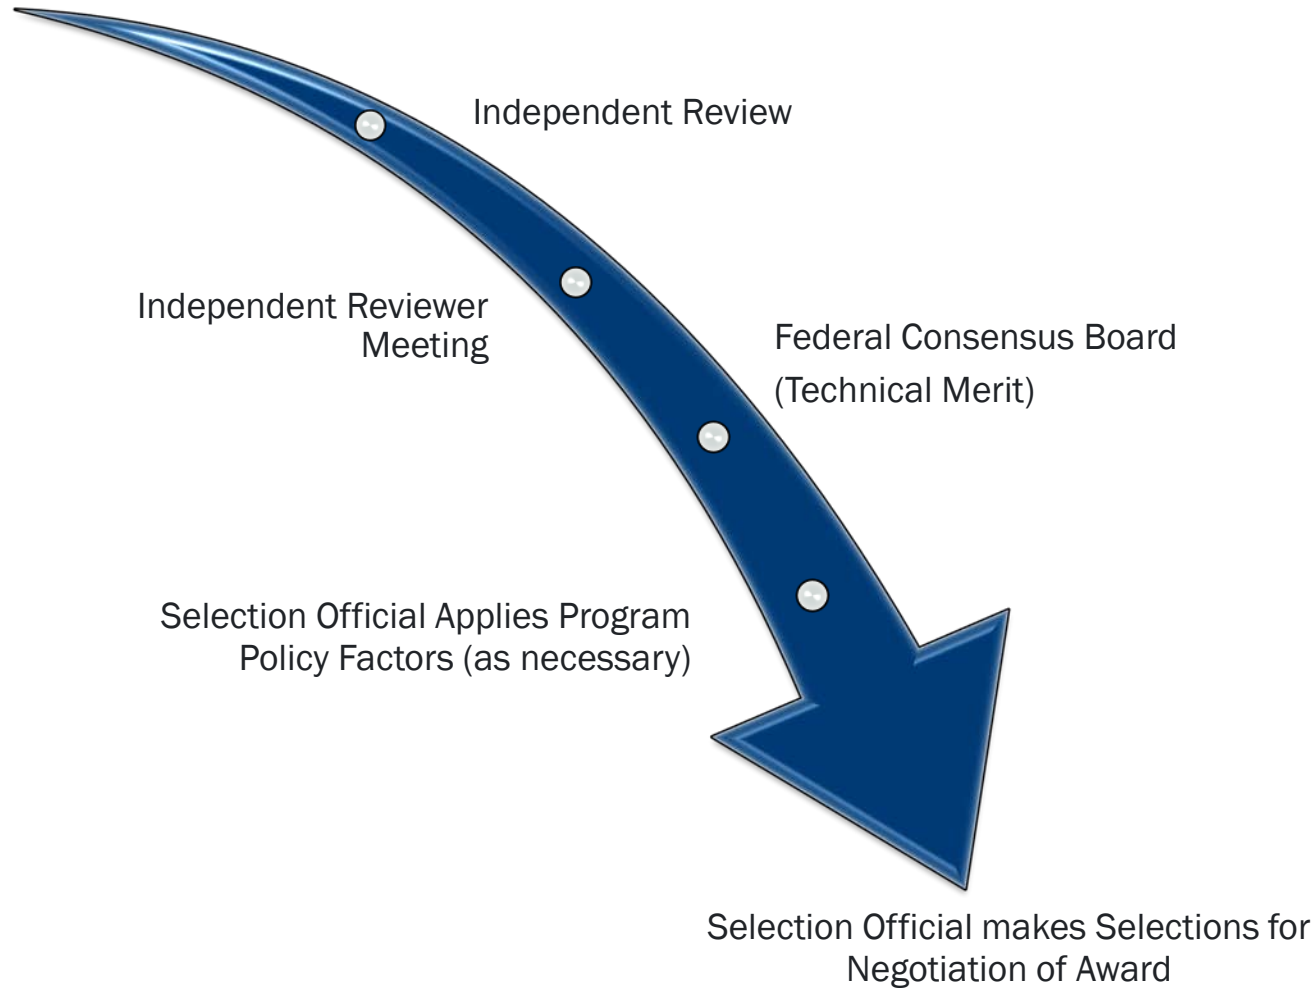 Independent Review
Independent Reviewer
Meeting
Federal Consensus Board
(Technical Merit)
Selection Official Applies Program
Policy Factors (as necessary)
Selection Official makes Selections for
Negotiation of Award